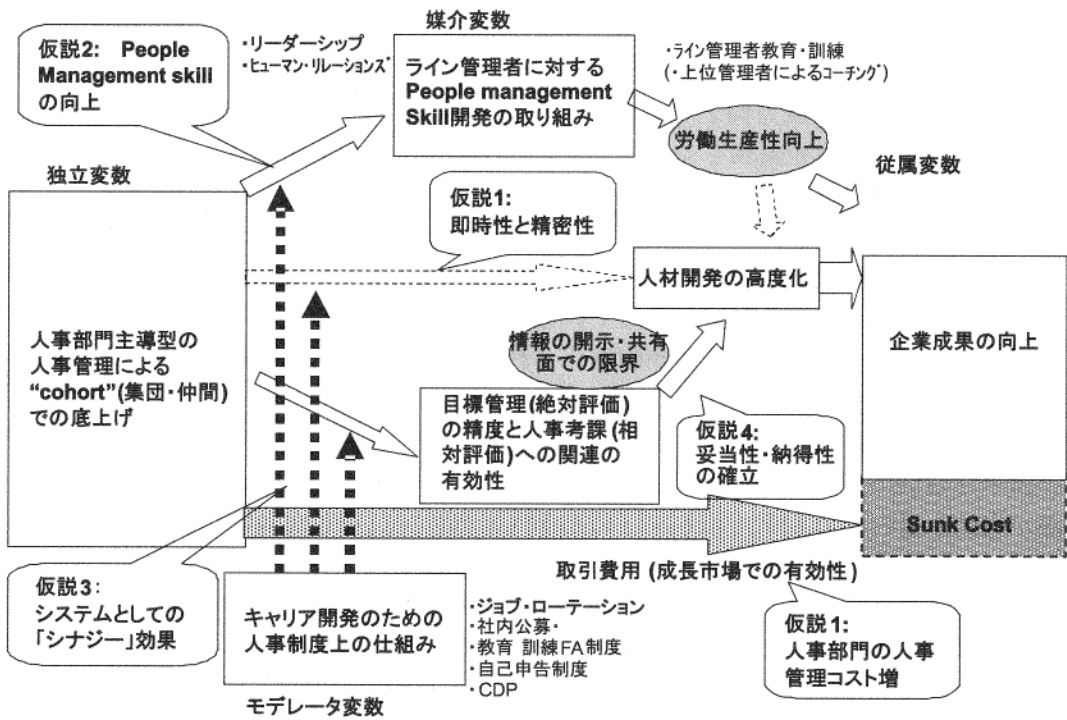 媒介変数
仮説2: People
Management skill
の向上
・リーダーシップ
・ヒューマン・リレーションズ
ライン管理者に対する
People management
Skill開発の取り組み
・ライン管理者教育・訓練
(・上位管理者によるコーチング)
労働生産性向上
従属変数
独立変数
仮説1:
即時性と精密性
人材開発の高度化
人事部門主導型の
人事管理による
“cohort”(集団・仲間)
での底上げ
情報の開示・共有
面での限界
企業成果の向上
目標管理(絶対評価)
の精度と人事考課(相
対評価)への関連の
有効性
仮説4:
妥当性・納得性
の確立
Sunk Cost
取引費用 (成長市場での有効性)
仮説3:
システムとしての
「シナジー」効果
キャリア開発のための
人事制度上の仕組み
・ジョブ・ローテーション
・社内公募・
・教育 訓練FA制度
・自己申告制度
・CDP
仮説1:
人事部門の人事
管理コスト増
モデレータ変数